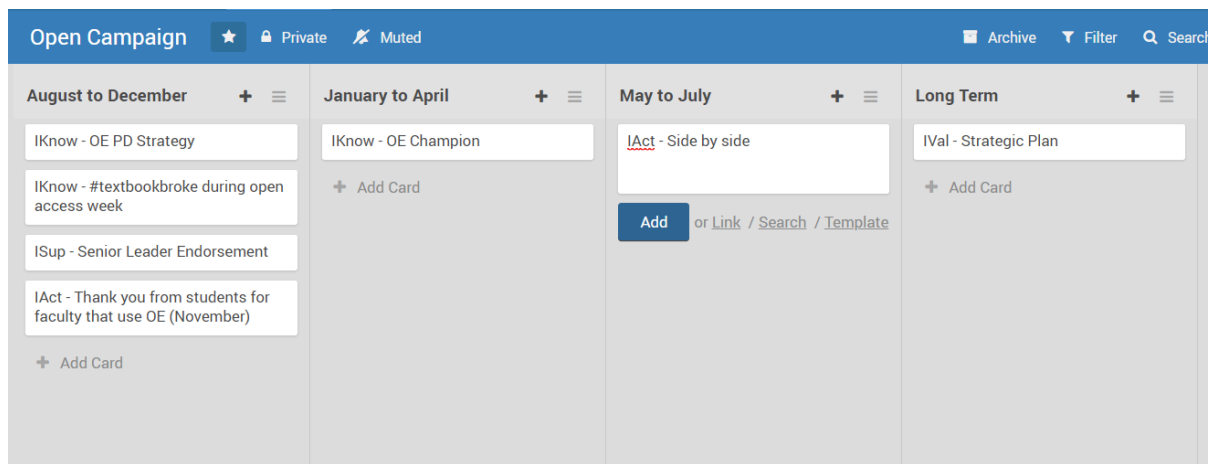 Open Campaign Private Muted Archive Filter Search
August to December
IKnow - OE PD Strategy
IKnow - #textbookbroke during open
access week
ISup - Senior Leader Endorsement
IAct - Thank you from students for
faculty that use OE (November)
Add Card
January to April
IKnow - OE Champion
Add Card
May to July
IAct - Side by side
Add or Link / Search / Template
Long Term
IVal - Strategic Plan
Add Card